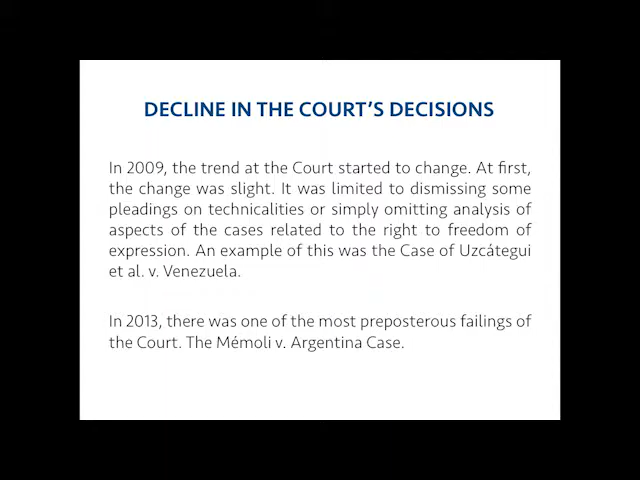 DECLINE IN THE COURT'S DECISIONS
In 2009, the trend at the Court started to change. At first,
the change was slight. It was limited to dismissing some
pleadings on technicalities or simply omitting analysis of
aspects of the cases related to the right to freedom of
expression. An example of this was the Case of Uzcátegui
et al. v. Venezuela.
In 2013, there was one of the most preposterous failings of
the Court. The Mémoli v. Argentina Case.